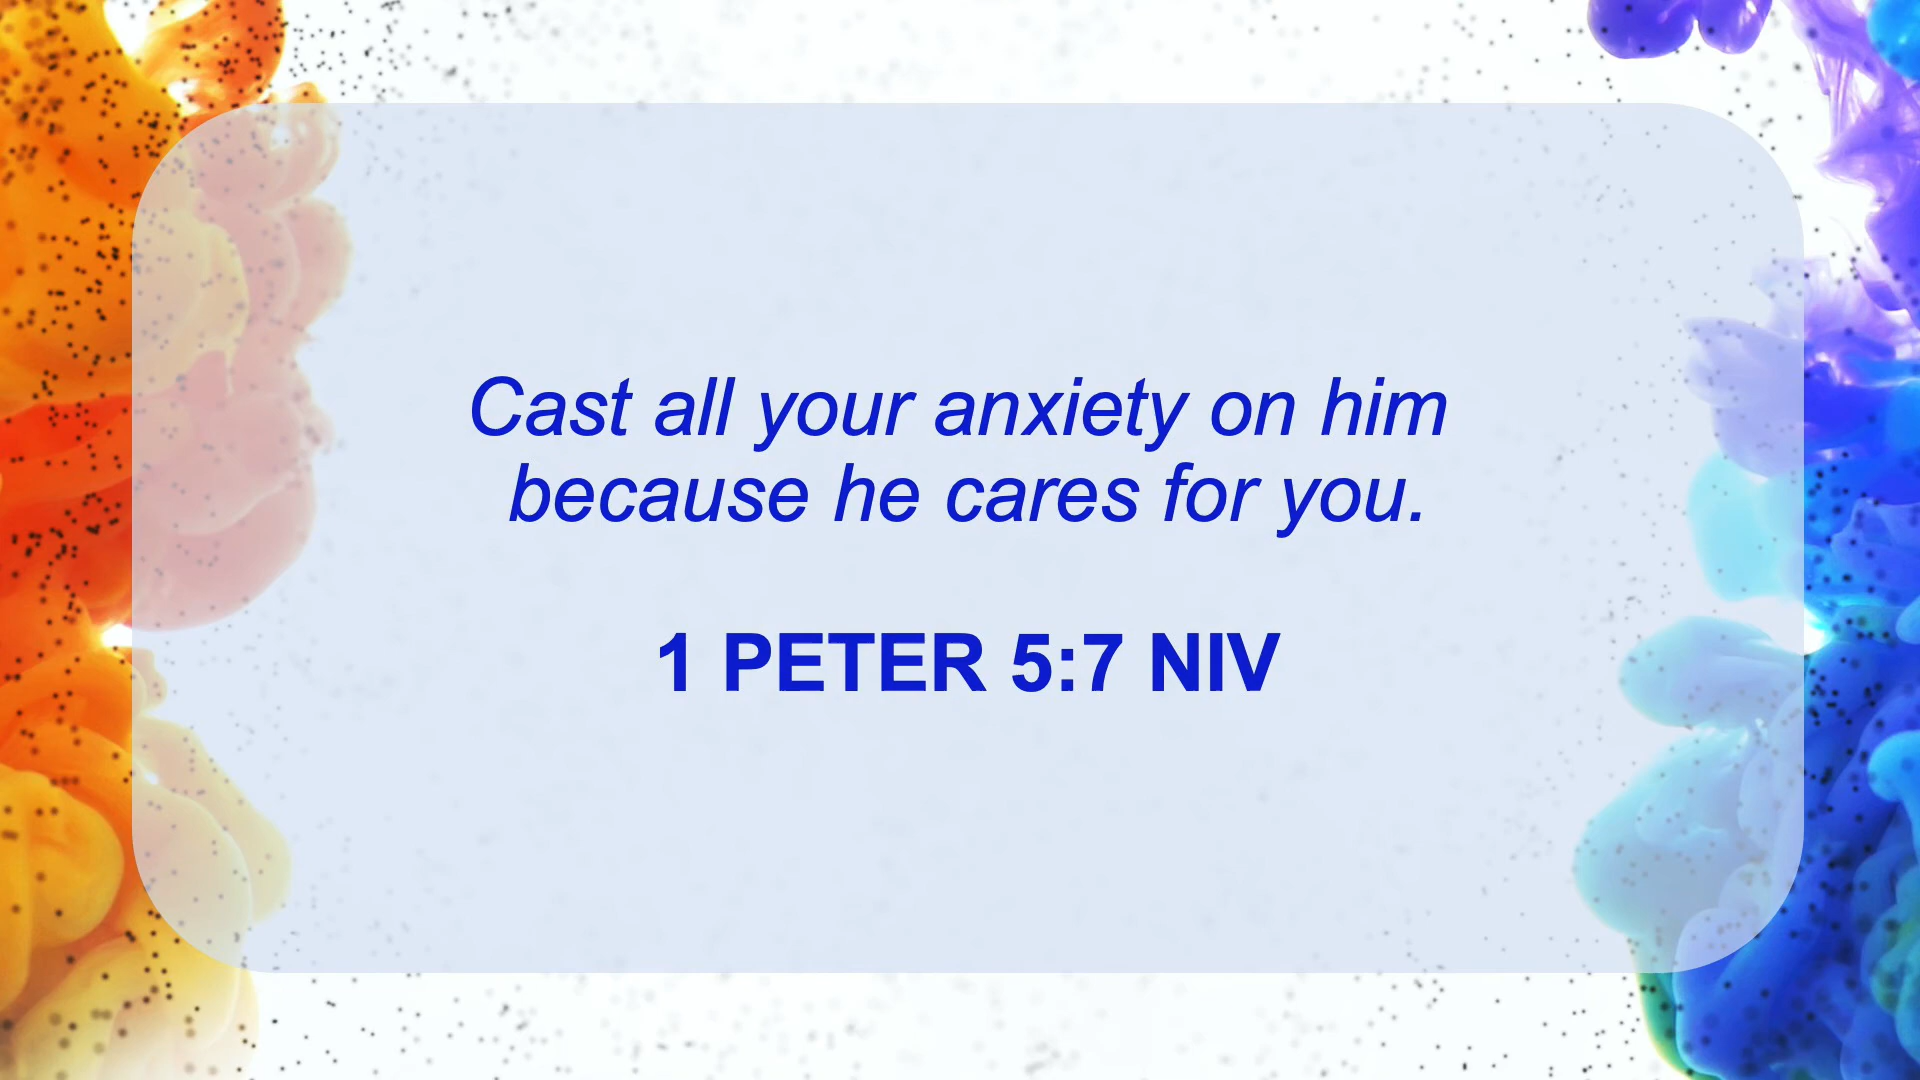 Cast all your anxiety on him
because he cares for you.
1 PETER 5:7 NIV